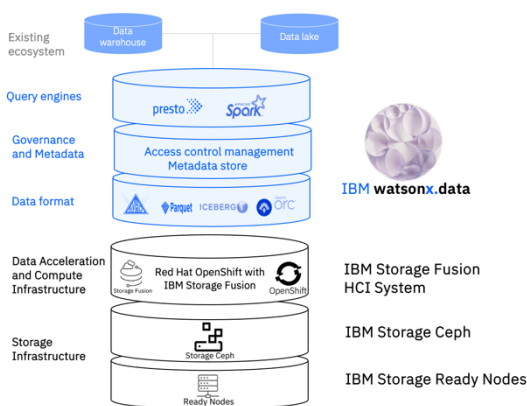 Existing
ecosystem
Data
warehouse
Data lake
Query engines
presto
APACHE
Spark
Governance
and Metadata
Access control management
Metadata store
IBM watsonx.data
Data format
Parquet
ICEBERG
orc
Data Acceleration
and Compute
Infrastructure
Storage Fusion
Red Hat OpenShift with
IBM Storage Fusion
OpenShift
IBM Storage Fusion
HCI System
Storage
Infrastructure
Storage Ceph
IBM Storage Ceph
Ready Nodes
IBM Storage Ready Nodes